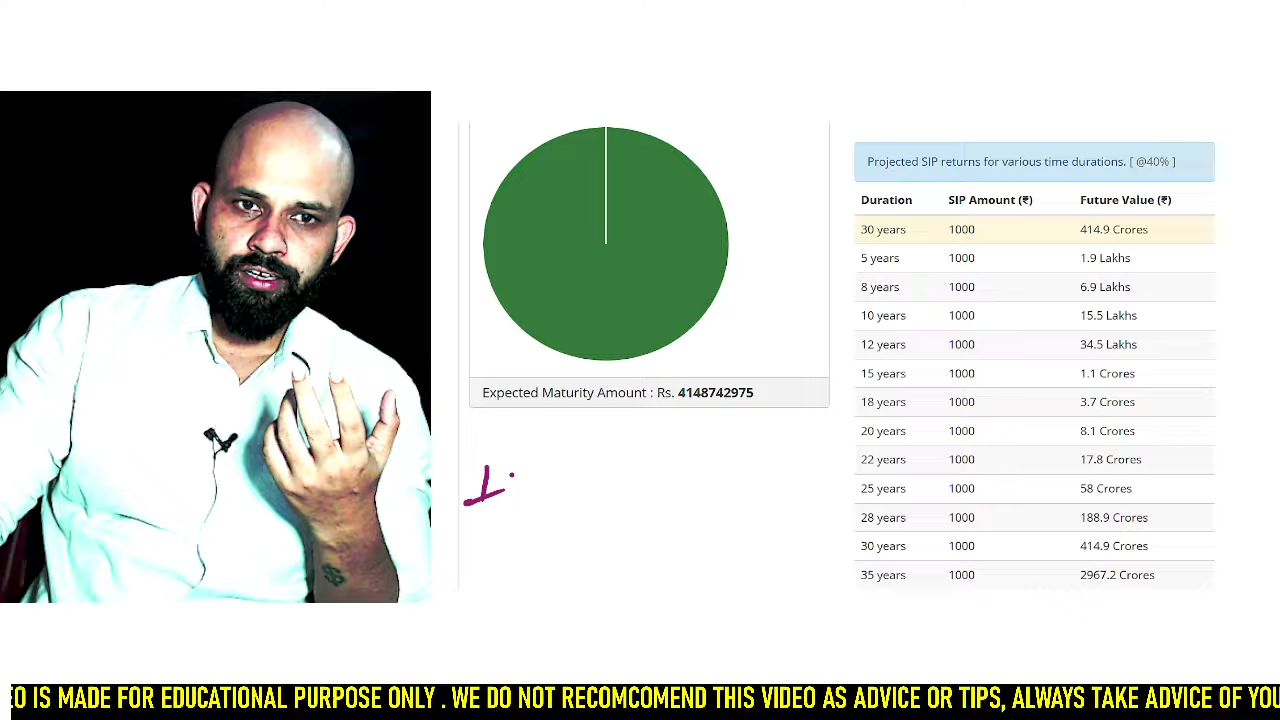 Projected SIP returns for various time durations. [ @40% ]
Duration SIP Amount (₹) Future Value (₹)
30 years 1000 414.9 Crores
5 years 1000 1.9 Lakhs
8 years 1000 6.9 Lakhs
10 years 1000 15.5 Lakhs
12 years 1000 34.5 Lakhs
15 years 1000 1.1 Crores
18 years 1000 3.7 Crores
20 years 1000 8.1 Crores
22 years 1000 17.8 Crores
25 years 1000 58 Crores
28 years 1000 188.9 Crores
30 years 1000 414.9 Crores
35 years 1000 2967.2 Crores
Expected Maturity Amount : Rs. 4148742975
EO IS MADE FOR EDUCATIONAL PURPOSE ONLY . WE DO NOT RECOMCOMEND THIS VIDEO AS ADVICE OR TIPS, ALWAYS TAKE ADVICE OF YOU